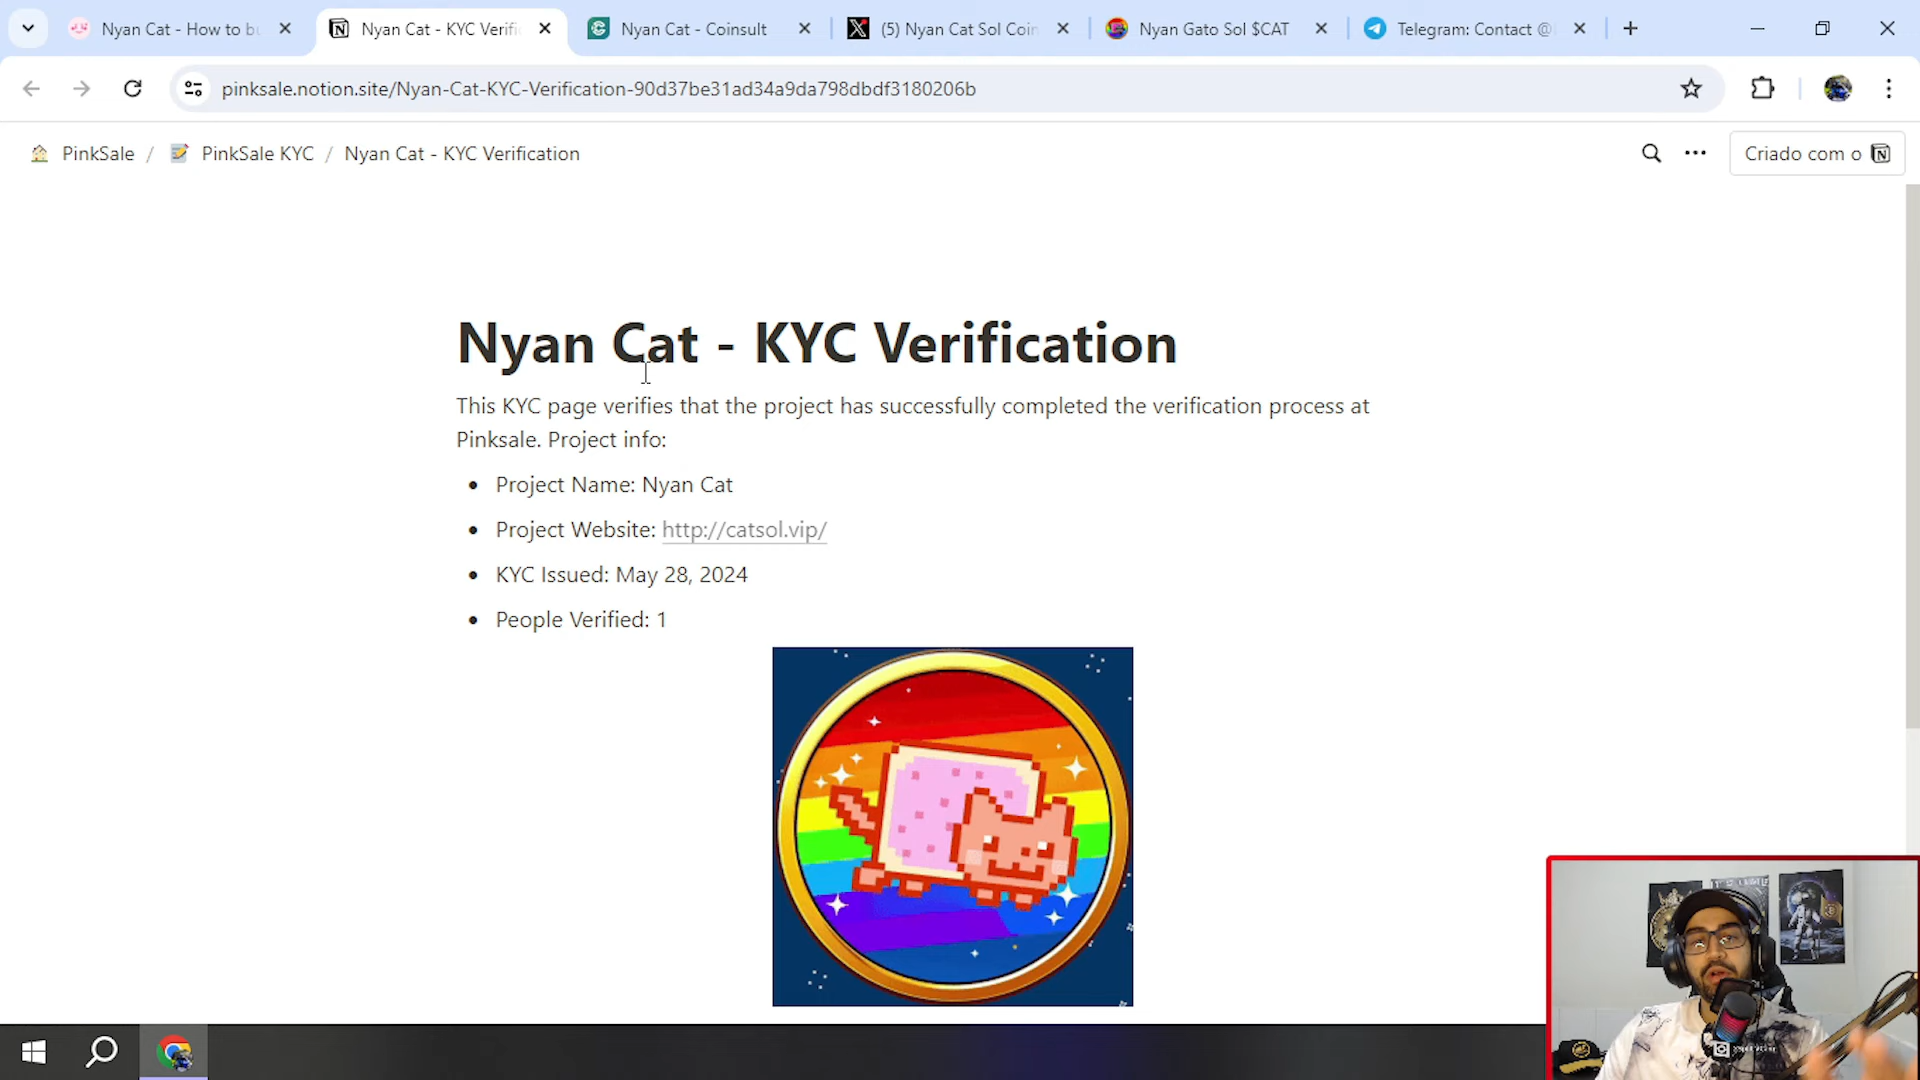 Nyan Cat - How to bu
Nyan Cat - KYC Verifi
Nyan Cat - Coinsult
(5) Nyan Cat Sol Coin
Nyan Gato Sol $CAT
Telegram: Contact @
pinksale.notion.site/Nyan-Cat-KYC-Verification-90d37be31ad34a9da798dbdf3180206b
PinkSale / PinkSale KYC / Nyan Cat - KYC Verification
Criado com o
Nyan Cat - KYC Verification
This KYC page verifies that the project has successfully completed the verification process at
Pinksale. Project info:
• Project Name: Nyan Cat
• Project Website: http://catsol.vip/
• KYC Issued: May 28, 2024
• People Verified: 1